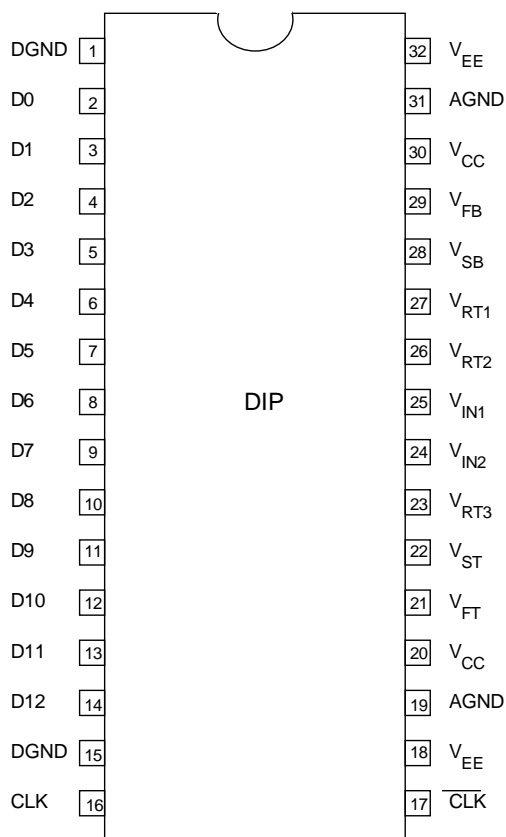 DGND 1 32 VEE
D0 2 31 AGND
D1 3 30 VCC
D2 4 29 VFB
D3 5 28 VSB
D4 6 27 VRT1
D5 7 26 VRT2
D6 8 DIP 25 VIN1
D7 9 24 VIN2
D8 10 23 VRT3
D9 11 22 VST
D10 12 21 VFT
D11 13 20 VCC
D12 14 19 AGND
DGND 15 18 VEE
CLK 16 17 C̅L̅K̅